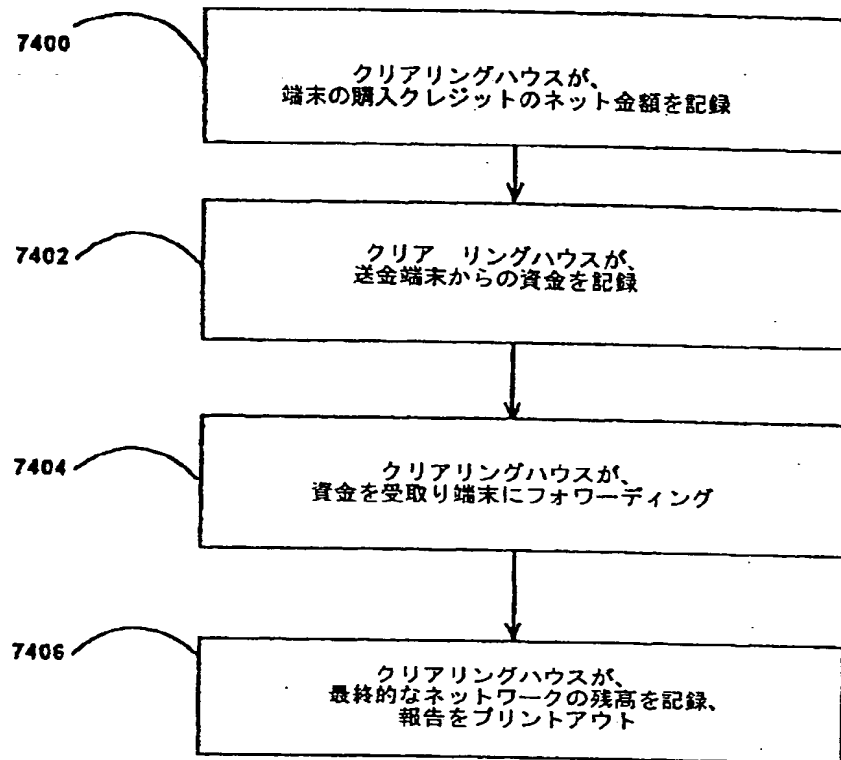 7400
クリアリングハウスが、
端末の購入クレジットのネット金額を記録
7402
クリア　リングハウスが、
送金端末からの資金を記録
7404
クリアリングハウスが、
資金を受取り端末にフォワーディング
7406
クリアリングハウスが、
最終的なネットワークの残高を記録、
報告をプリントアウト